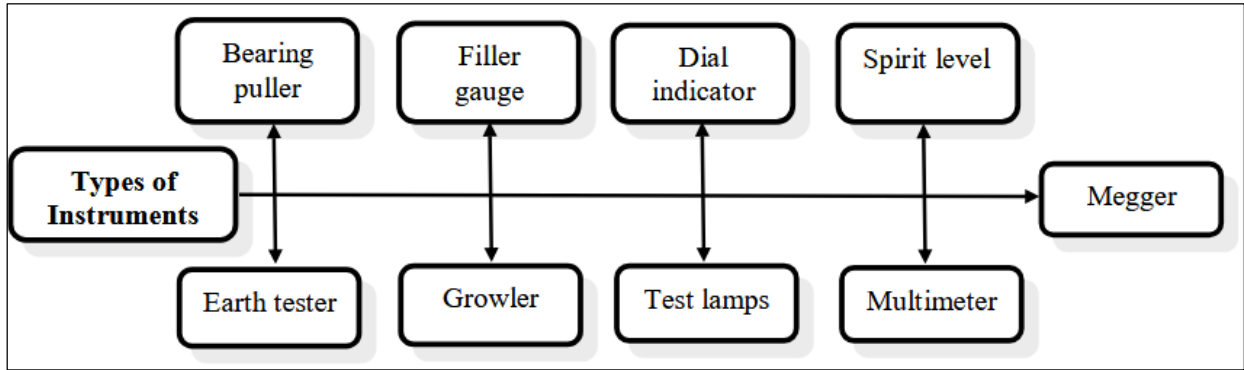 Bearing
puller
Filler
gauge
Dial
indicator
Spirit level
Types of
Instruments
Megger
Earth tester
Growler
Test lamps
Multimeter